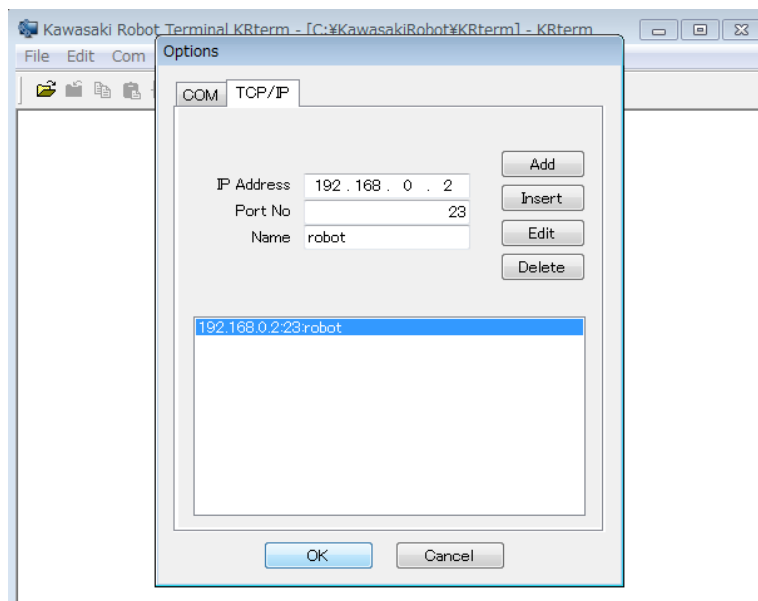 Kawasaki Robot Terminal KRterm - [C:¥KawasakiRobot¥KRterm] - KRterm
File Edit Com
Options
COM TCP/IP
Add
IP Address 192 . 168 . 0 . 2
Insert
Port No 23
Edit
Name robot
Delete
192.168.0.2:23:robot
OK Cancel